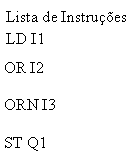 Lista de Instruções
LD I1
OR I2
ORN I3
ST Q1